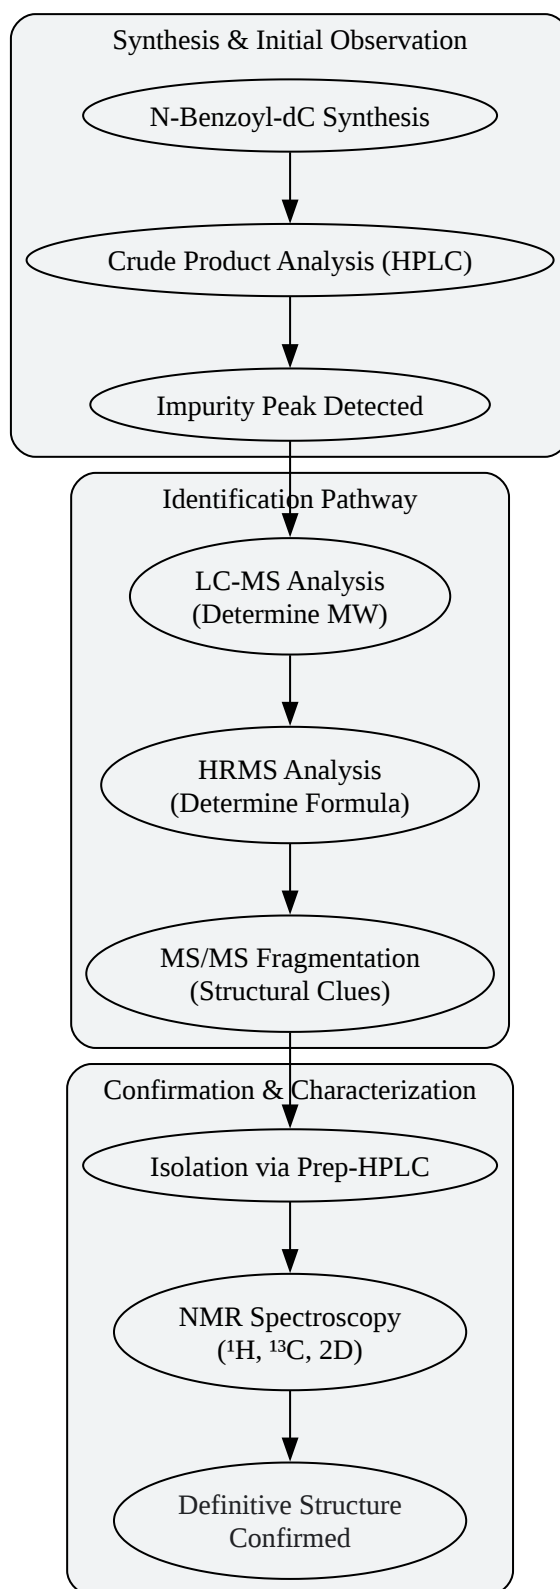 Synthesis & Initial Observation
N-Benzoyl-dC Synthesis
Crude Product Analysis (HPLC)
Impurity Peak Detected
Identification Pathway
LC-MS Analysis
(Determine MW)
HRMS Analysis
(Determine Formula)
MS/MS Fragmentation
(Structural Clues)
Confirmation & Characterization
Isolation via Prep-HPLC
NMR Spectroscopy
(¹H, ¹³C, 2D)
Definitive Structure
Confirmed